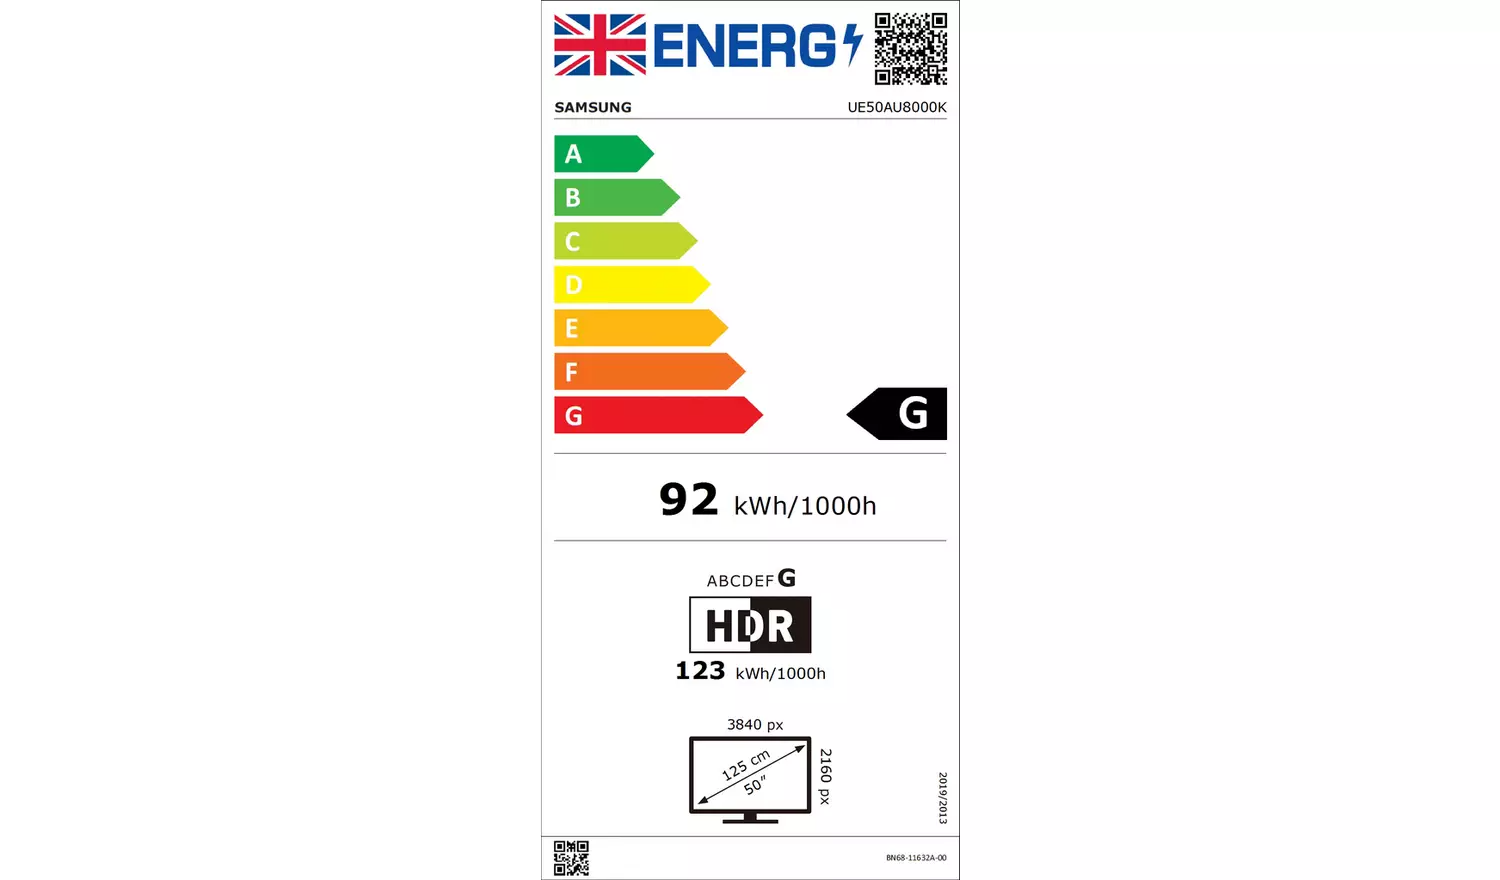 ENERG
SAMSUNG UE50AU8000K
A
B
C
D
E
F
G
G
92 kWh/1000h
ABCDEFG
HDR
123 kWh/1000h
3840 px
125 cm
50”
2160 px
2019/2013
BN68-11632A-00